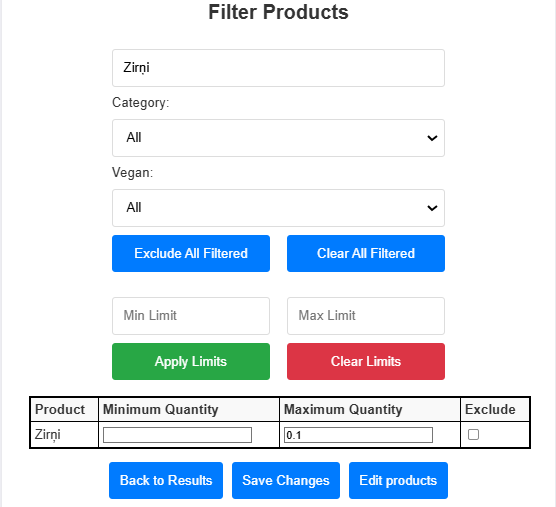 Filter Products
Zirņi
Category:
All
Vegan:
All
Exclude All Filtered Clear All Filtered
Min Limit Max Limit
Apply Limits Clear Limits
Product Minimum Quantity Maximum Quantity Exclude
Zirņi 0.1
Back to Results Save Changes Edit products